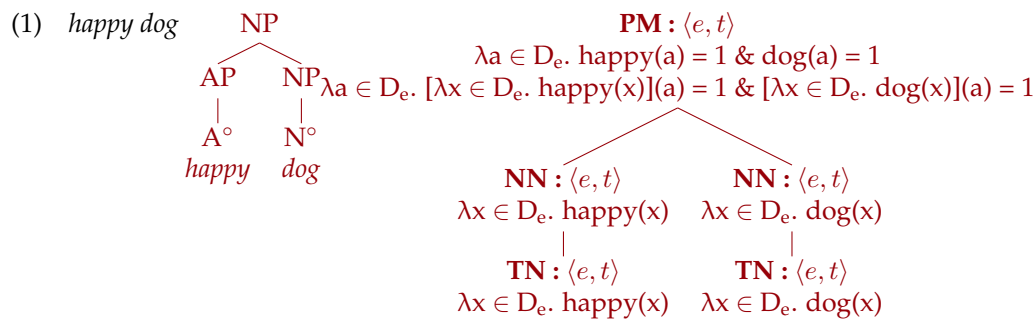 (1) happy dog NP PM : ⟨e, t⟩
λa ∈ Dₑ. happy(a) = 1 & dog(a) = 1
AP NP λa ∈ Dₑ. [λx ∈ Dₑ. happy(x)](a) = 1 & [λx ∈ Dₑ. dog(x)](a) = 1
A° N°
happy dog
NN : ⟨e, t⟩ NN : ⟨e, t⟩
λx ∈ Dₑ. happy(x) λx ∈ Dₑ. dog(x)
TN : ⟨e, t⟩ TN : ⟨e, t⟩
λx ∈ Dₑ. happy(x) λx ∈ Dₑ. dog(x)